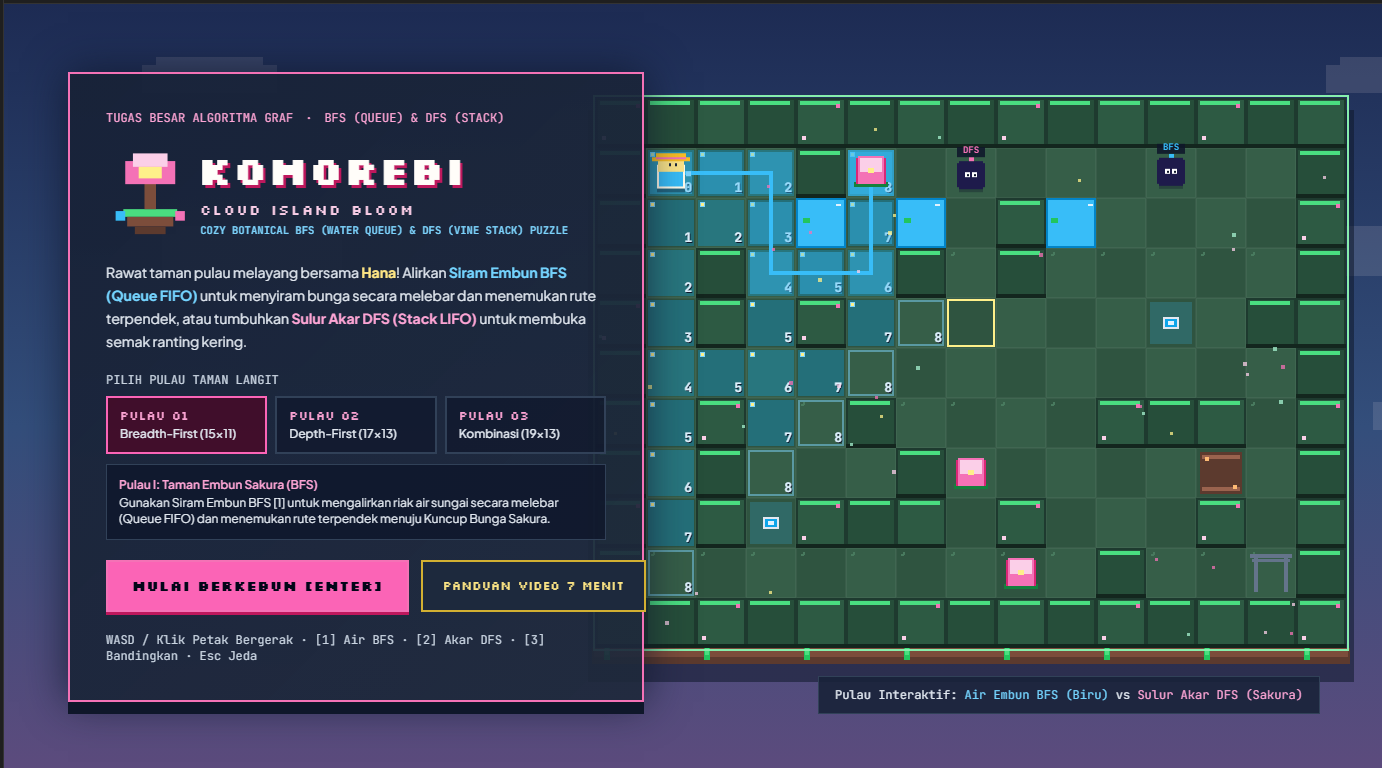 TUGAS BESAR ALGORITMA GRAF · BFS (QUEUE) & DFS (STACK)
KOMOREBI
CLOUD ISLAND BLOOM
COZY BOTANICAL BFS (WATER QUEUE) & DFS (VINE STACK) PUZZLE
Rawat taman pulau melayang bersama Hana! Alirkan Siram Embun BFS
(Queue FIFO) untuk menyiram bunga secara melebar dan menemukan rute
terpendek, atau tumbuhkan Sulur Akar DFS (Stack LIFO) untuk membuka
semak ranting kering.
PILIH PULAU TAMAN LANGIT
PULAU 01
Breadth-First (15×11)
PULAU 02
Depth-First (17×13)
PULAU 03
Kombinasi (19×13)
Pulau I: Taman Embun Sakura (BFS)
Gunakan Siram Embun BFS [1] untuk mengalirkan riak air sungai secara melebar
(Queue FIFO) dan menemukan rute terpendek menuju Kuncup Bunga Sakura.
MULAI BERKEBUN [ENTER]
PANDUAN VIDEO 7 MENIT
WASD / Klik Petak Bergerak · [1] Air BFS · [2] Akar DFS · [3]
Bandingkan · Esc Jeda
DFS
BFS
0 1 2 8
1 2 3 7
2 4 5 6
3 5 7 8
4 5 6 7 8
5 7 8
6 8
7
8
Pulau Interaktif: Air Embun BFS (Biru) vs Sulur Akar DFS (Sakura)